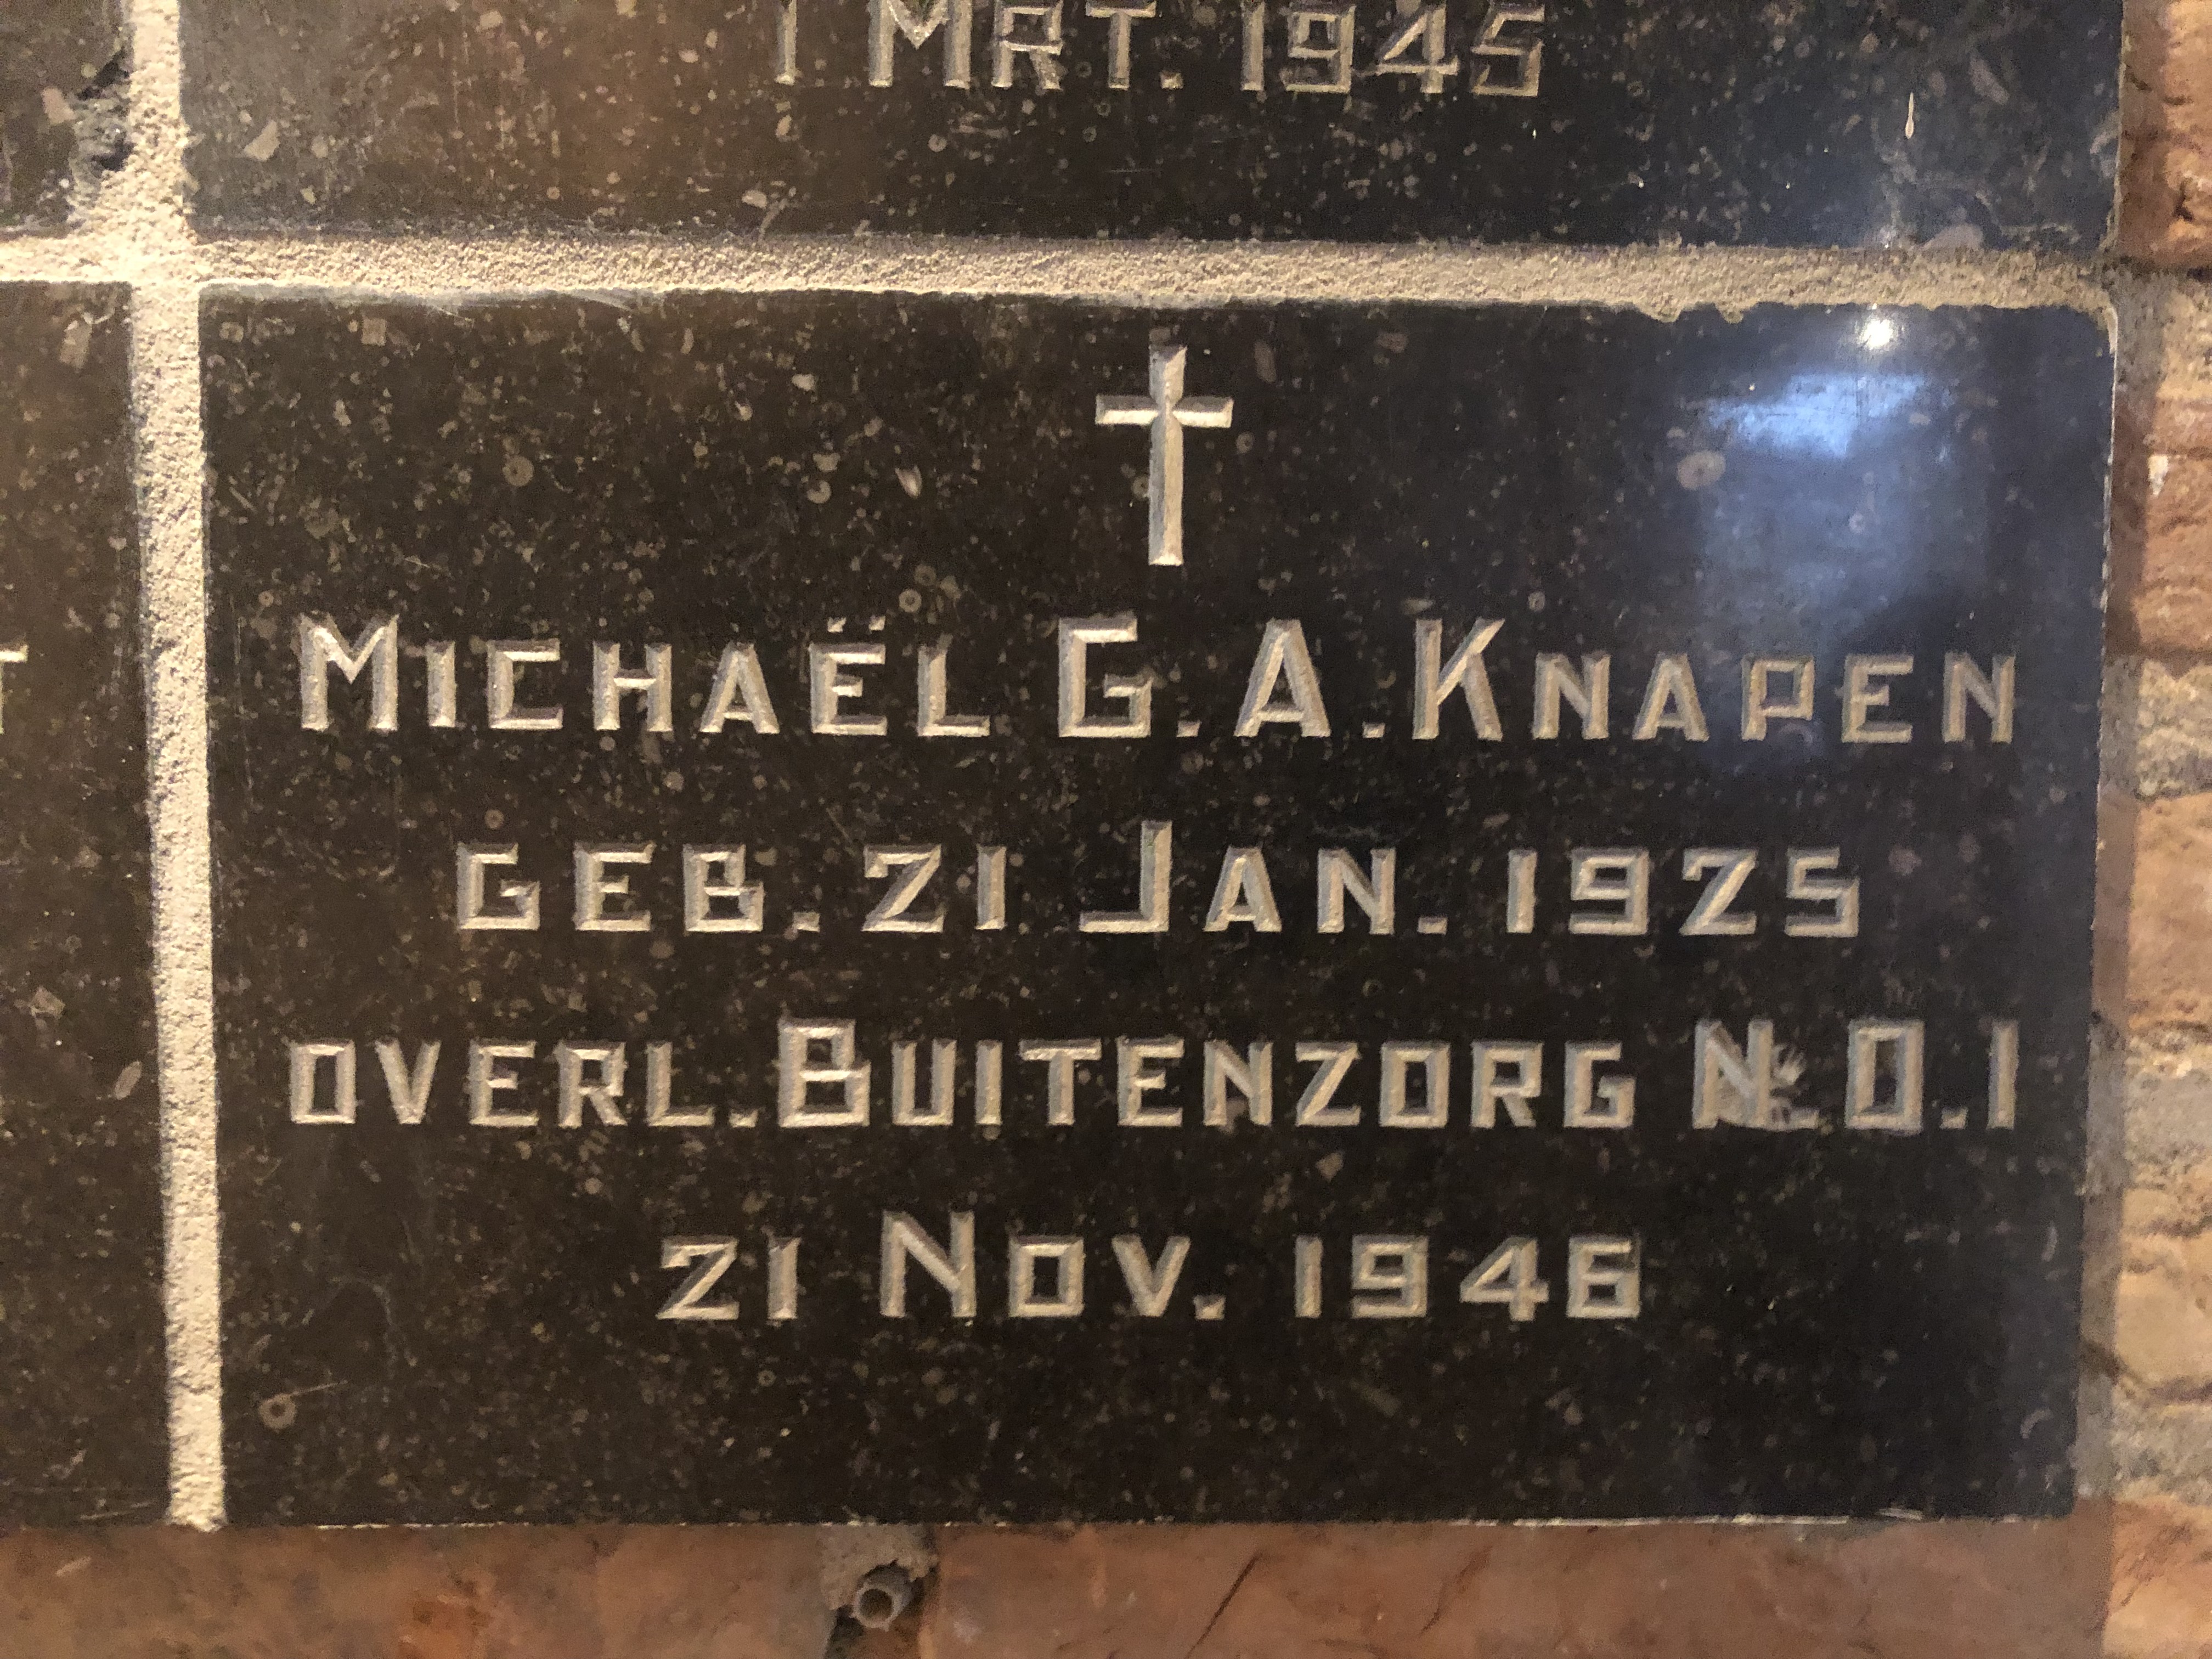 1 MRT. 1945
MICHAËL G.A.KNAPEN
GEB. 21 JAN. 1925
OVERL. BUITENZORG N.O.I
21 NOV. 1946